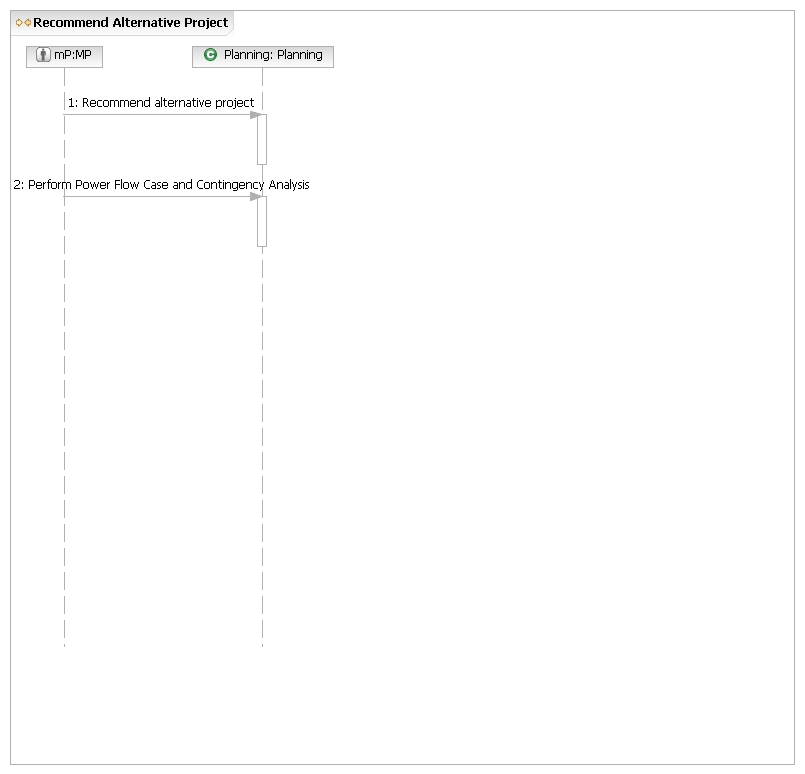 Recommend Alternative Project
mP:MP
C Planning: Planning
1: Recommend alternative project
2: Perform Power Flow Case and Contingency Analysis